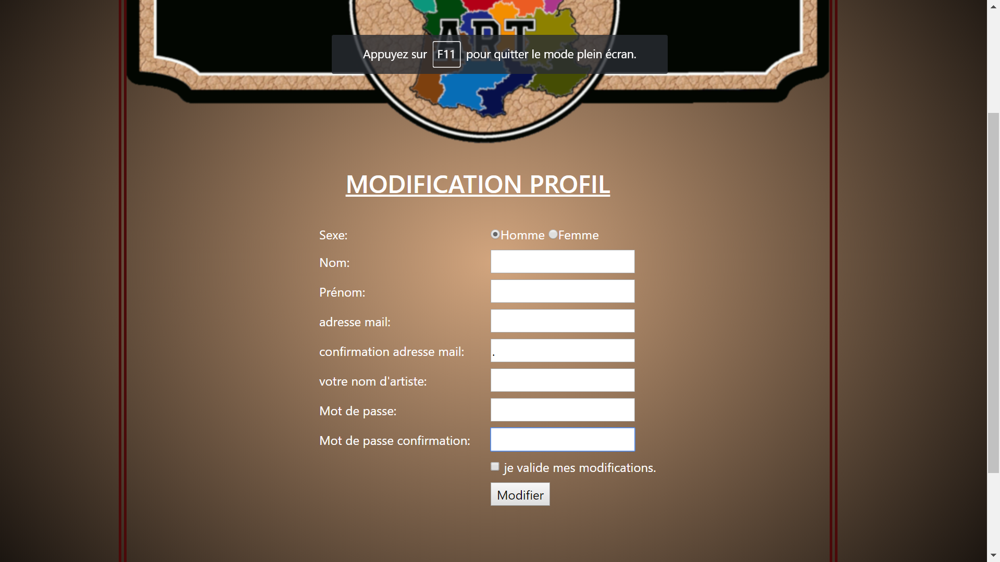 ART
Appuyez sur F11 pour quitter le mode plein écran.
MODIFICATION PROFIL
Sexe: Homme Femme
Nom:
Prénom:
adresse mail:
confirmation adresse mail: .
votre nom d'artiste:
Mot de passe:
Mot de passe confirmation:
je valide mes modifications.
Modifier